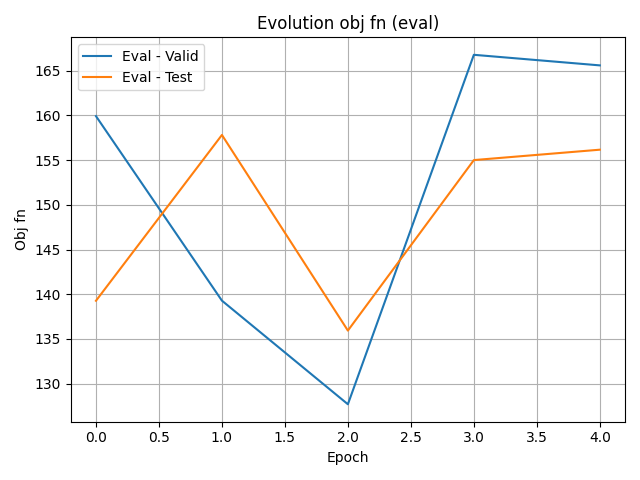 Evolution obj fn (eval)
Eval - Valid
Eval - Test
165
160
155
150
145
140
135
130
Obj fn
0.0 0.5 1.0 1.5 2.0 2.5 3.0 3.5 4.0
Epoch